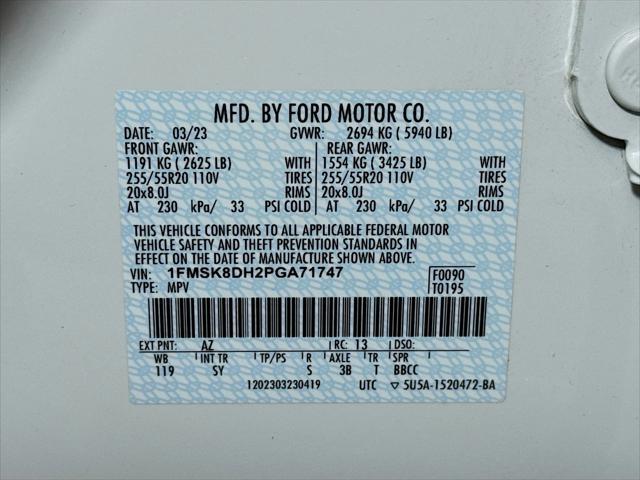 MFD. BY FORD MOTOR CO.
DATE: 03/23 GVWR: 2694 KG ( 5940 LB)
FRONT GAWR: REAR GAWR:
1191 KG ( 2625 LB) WITH 1554 KG ( 3425 LB) WITH
255/55R20 110V TIRES 255/55R20 110V TIRES
20x8.0J RIMS 20x8.0J RIMS
AT 230 kPa/ 33 PSI COLD AT 230 kPa/ 33 PSI COLD
THIS VEHICLE CONFORMS TO ALL APPLICABLE FEDERAL MOTOR
VEHICLE SAFETY AND THEFT PREVENTION STANDARDS IN
EFFECT ON THE DATE OF MANUFACTURE SHOWN ABOVE.
VIN: 1FMSK8DH2PGA71747 F0090
TYPE: MPV T0195
EXT PNT: AZ RC: 13 DSO:
WB INT TR TP/PS R AXLE TR SPR
119 SY S 3B T BBCC
1202303230419 UTC ▽ 5U5A-1520472-BA